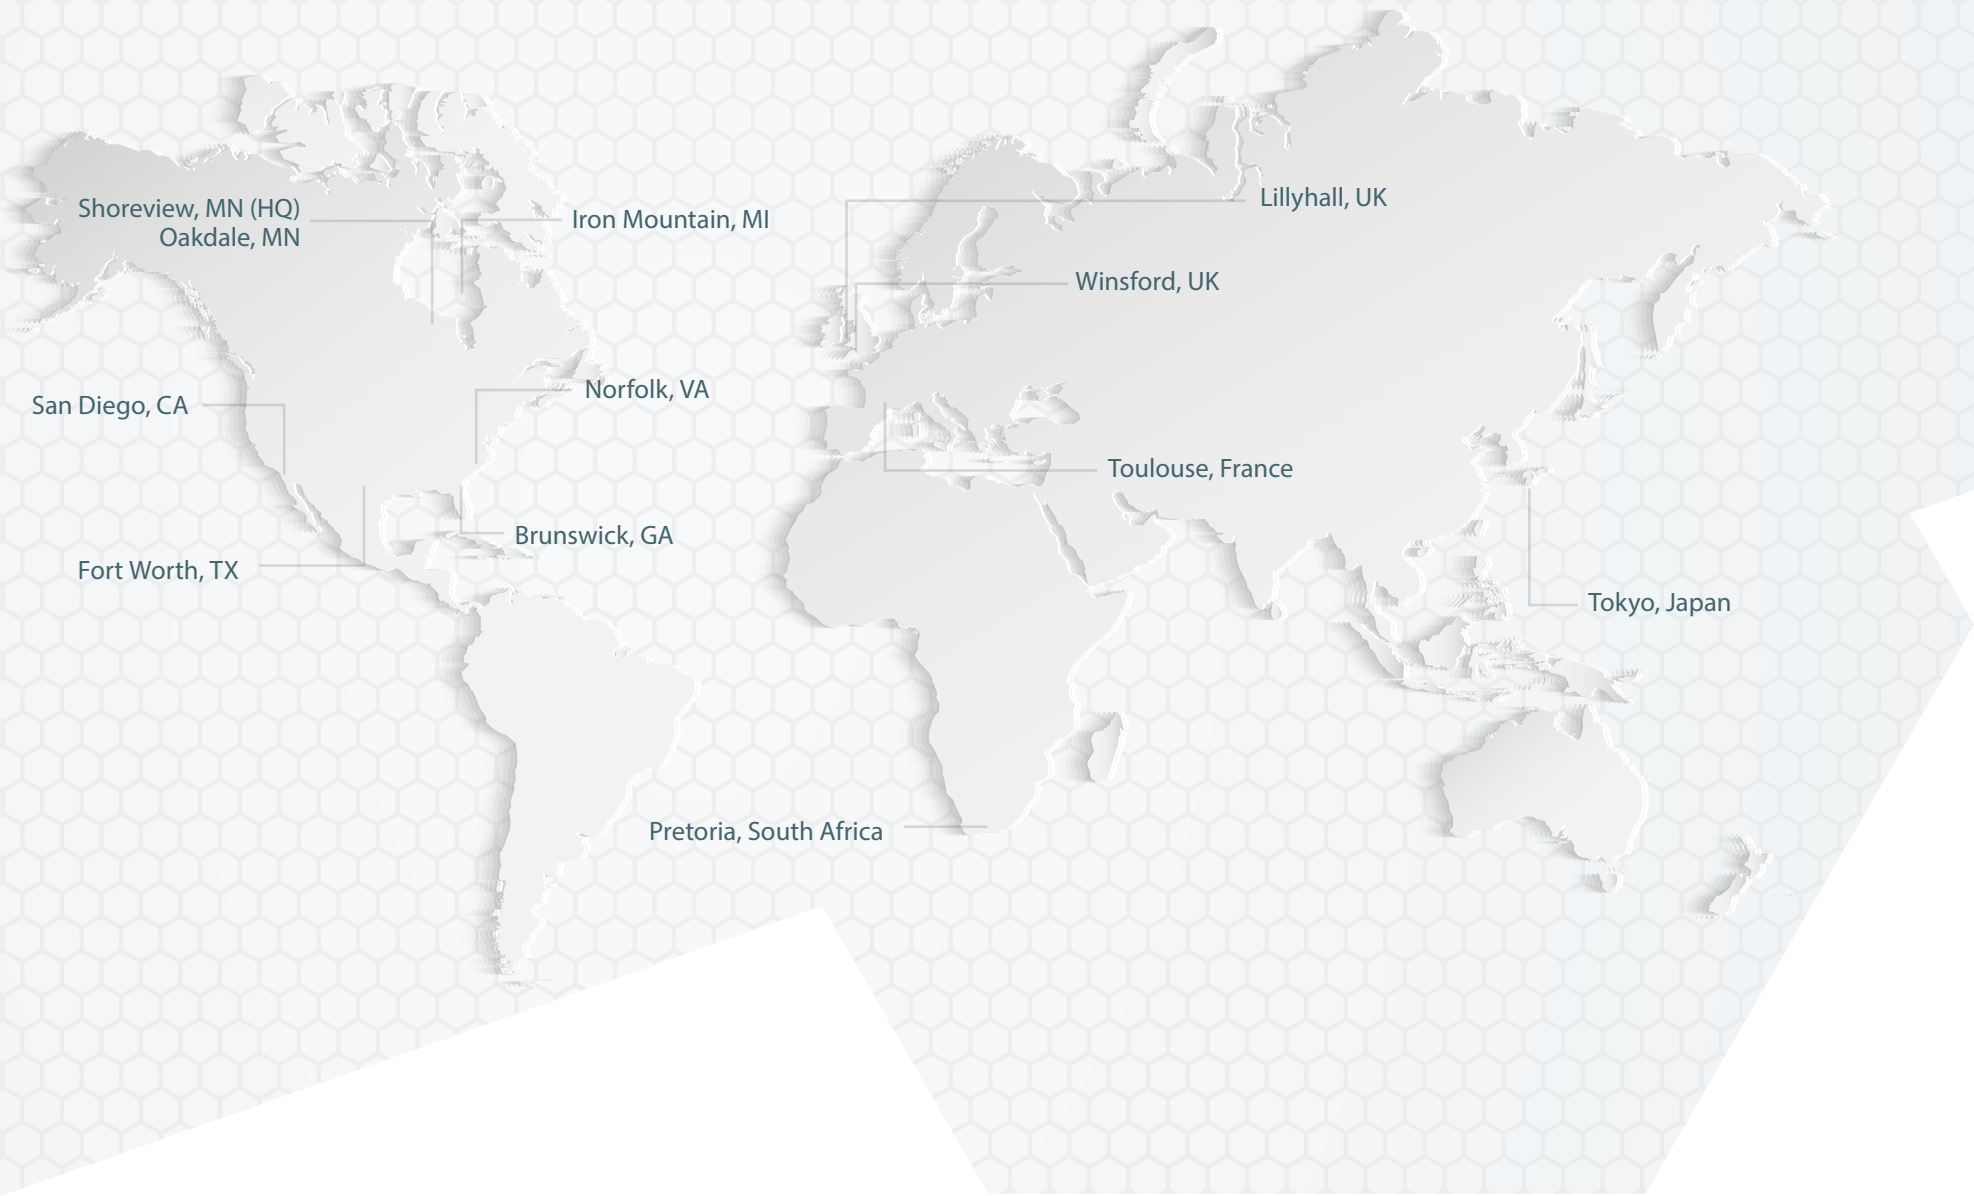 Lillyhall, UK
Shoreview, MN (HQ)
Oakdale, MN
Iron Mountain, MI
Winsford, UK
Norfolk, VA
San Diego, CA
Toulouse, France
Brunswick, GA
Fort Worth, TX
Tokyo, Japan
Pretoria, South Africa